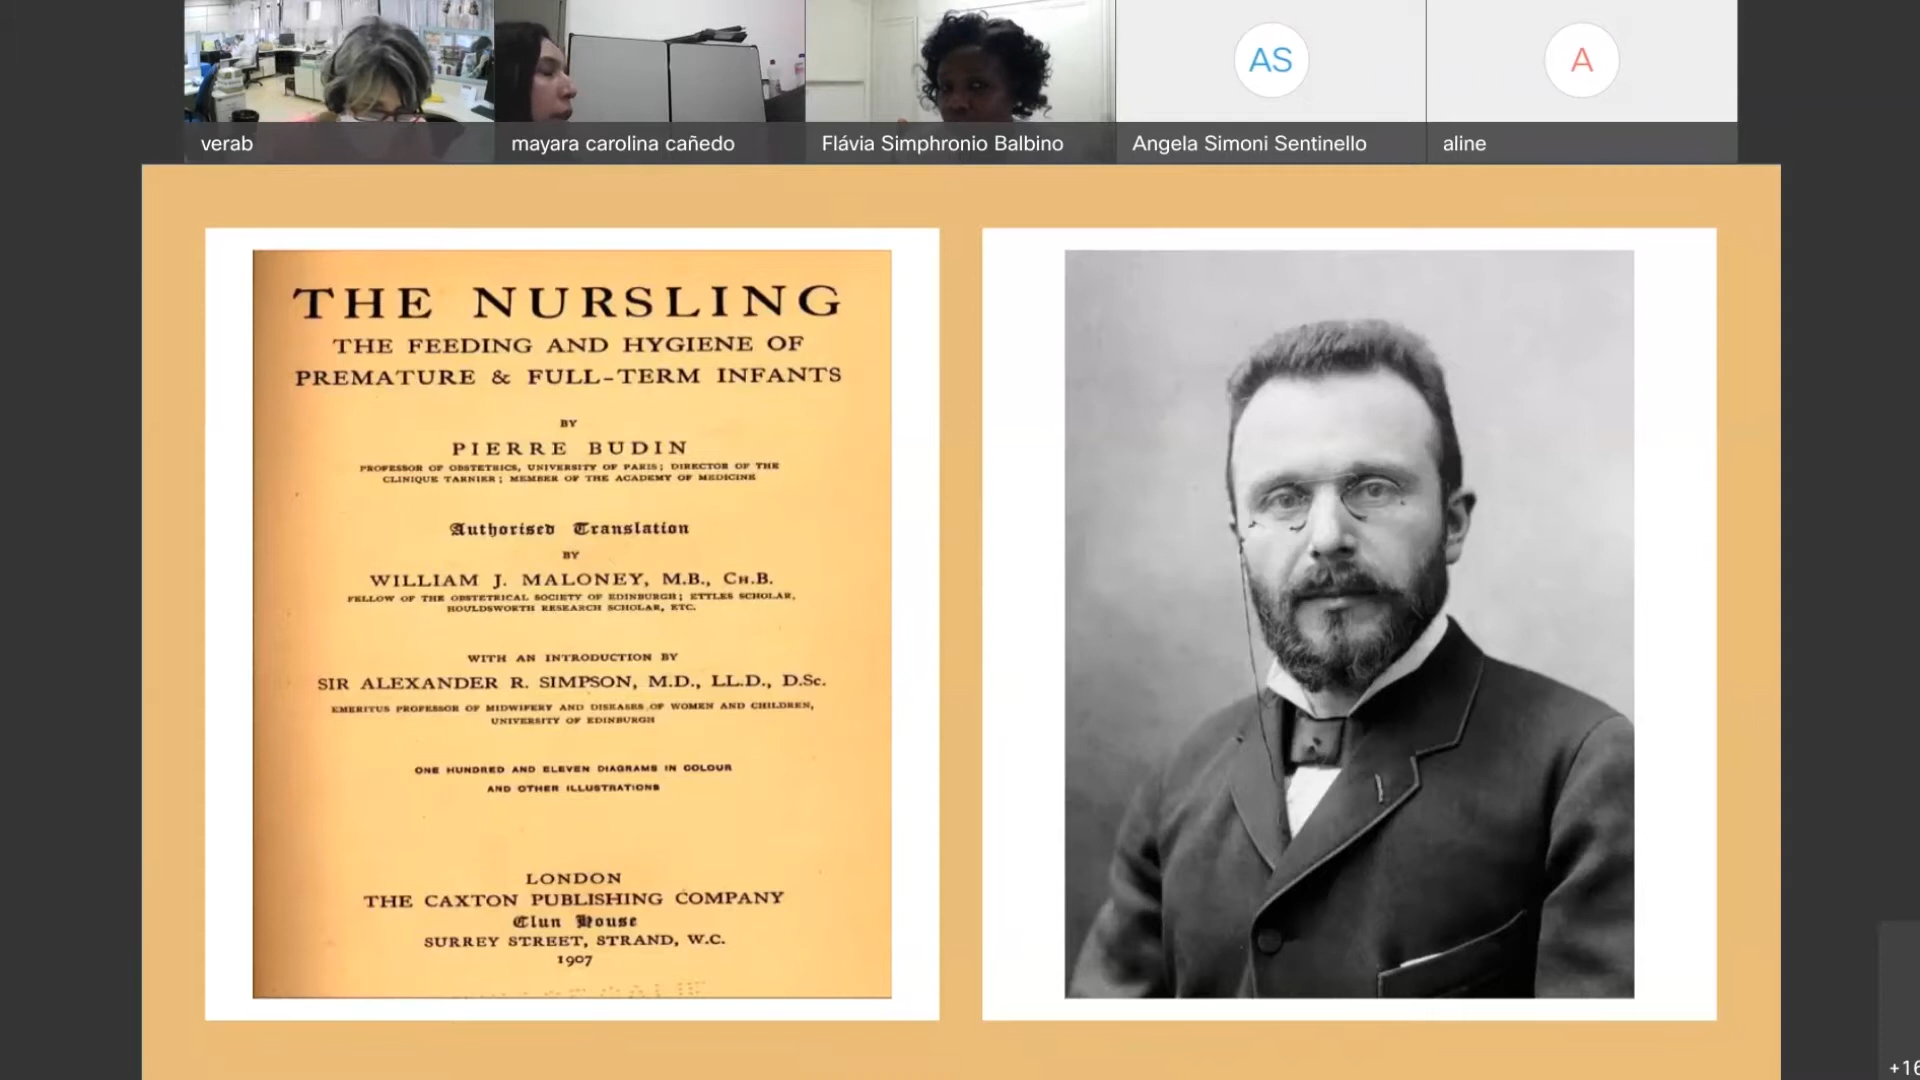 verab
mayara carolina cañedo
Flávia Simphronio Balbino
AS
Angela Simoni Sentinello
A
aline
THE NURSLING
THE FEEDING AND HYGIENE OF
PREMATURE & FULL-TERM INFANTS
BY
PIERRE BUDIN
PROFESSOR OF OBSTETRICS, UNIVERSITY OF PARIS; DIRECTOR OF THE
CLINIQUE TARNIER; MEMBER OF THE ACADEMY OF MEDICINE
Authorised Translation
BY
WILLIAM J. MALONEY, M.B., CH.B.
FELLOW OF THE OBSTETRICAL SOCIETY OF EDINBURGH; ETTLES SCHOLAR,
HOULDSWORTH RESEARCH SCHOLAR, ETC.
WITH AN INTRODUCTION BY
SIR ALEXANDER R. SIMPSON, M.D., LL.D., D.Sc.
EMERITUS PROFESSOR OF MIDWIFERY AND DISEASES OF WOMEN AND CHILDREN,
UNIVERSITY OF EDINBURGH
ONE HUNDRED AND ELEVEN DIAGRAMS IN COLOUR
AND OTHER ILLUSTRATIONS
LONDON
THE CAXTON PUBLISHING COMPANY
Clun House
SURREY STREET, STRAND, W.C.
1907
+16